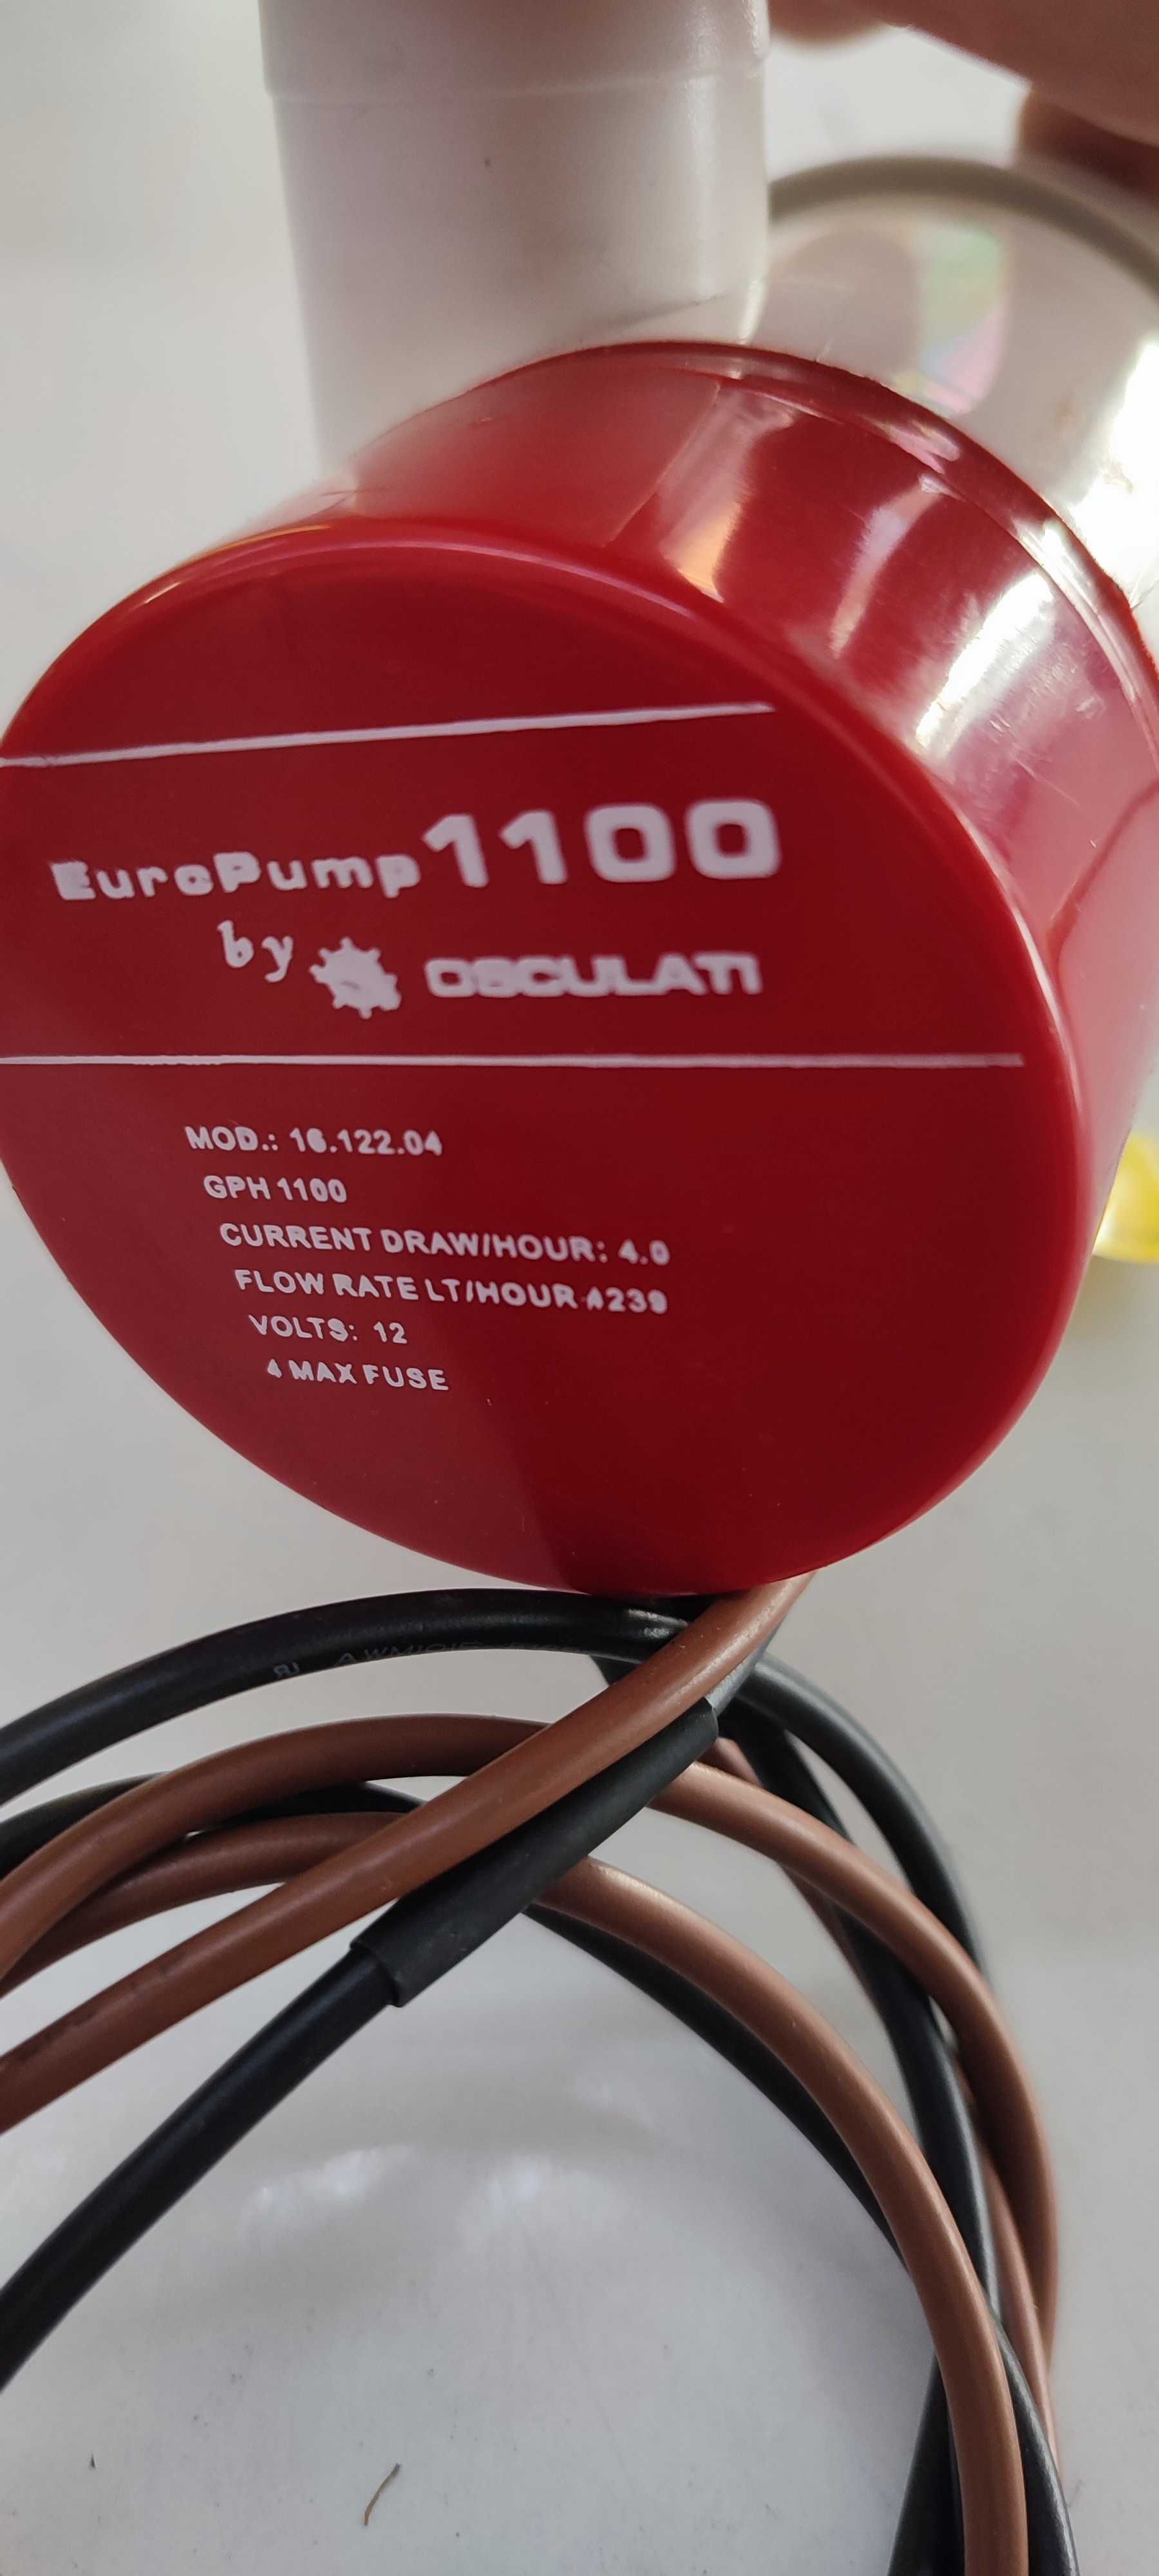 EuroPump 1100
by OSCULATI
MOD.: 16.122.04
GPH 1100
CURRENT DRAW/HOUR: 4.0
FLOW RATE LT/HOUR 4239
VOLTS: 12
4 MAX FUSE